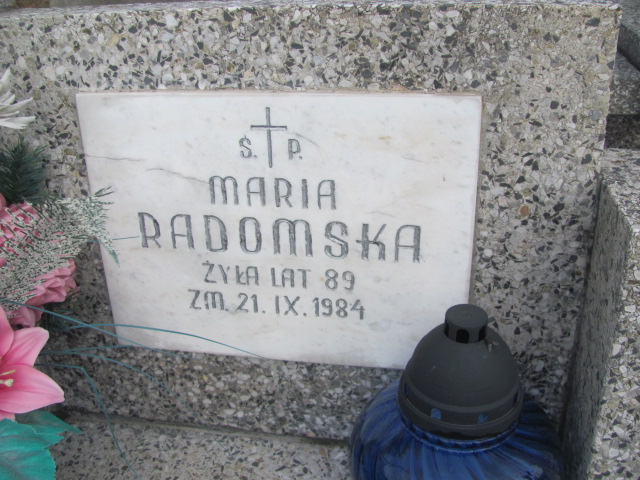 Ś. P.
MARIA
RADOMSKA
ŻYŁA LAT 89
ZM. 21. IX. 1984